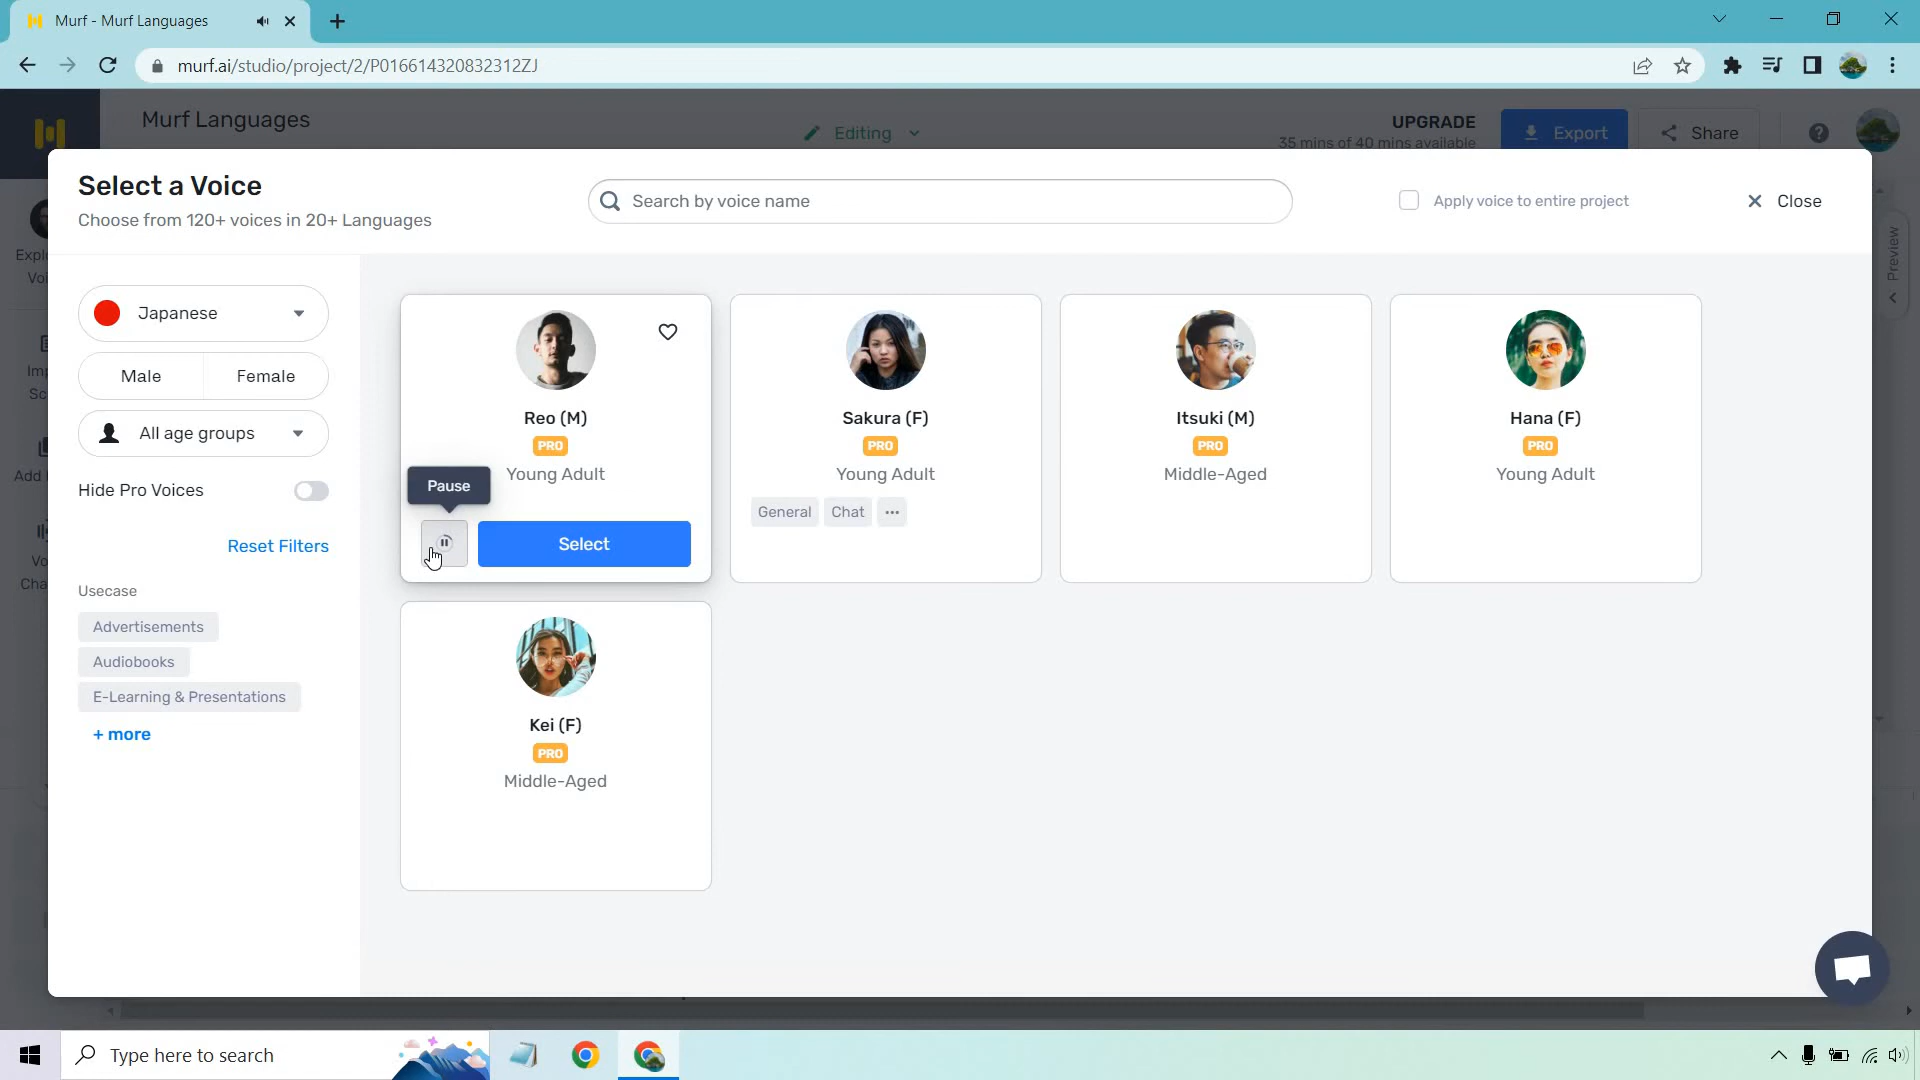 Murf - Murf Languages
murf.ai/studio/project/2/P016614320832312ZJ
Murf Languages
Editing
UPGRADE
35 mins of 40 mins available
Export
Share
Select a Voice
Choose from 120+ voices in 20+ Languages
Search by voice name
Apply voice to entire project
Close
Preview
Japanese
Male
Female
All age groups
Hide Pro Voices
Reset Filters
Usecase
Advertisements
Audiobooks
E-Learning & Presentations
+ more
Reo (M)
PRO
Young Adult
Pause
Select
Sakura (F)
PRO
Young Adult
General
Chat
Itsuki (M)
PRO
Middle-Aged
Hana (F)
PRO
Young Adult
Kei (F)
PRO
Middle-Aged
Type here to search